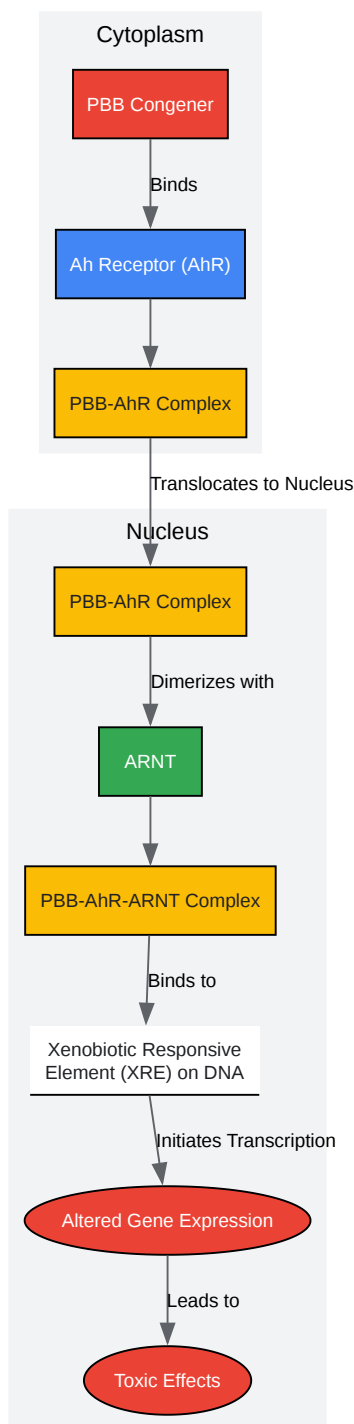 Cytoplasm
PBB Congener
Binds
Ah Receptor (AhR)
PBB-AhR Complex
Translocates to Nucleus
Nucleus
PBB-AhR Complex
Dimerizes with
ARNT
PBB-AhR-ARNT Complex
Binds to
Xenobiotic Responsive
Element (XRE) on DNA
Initiates Transcription
Altered Gene Expression
Leads to
Toxic Effects